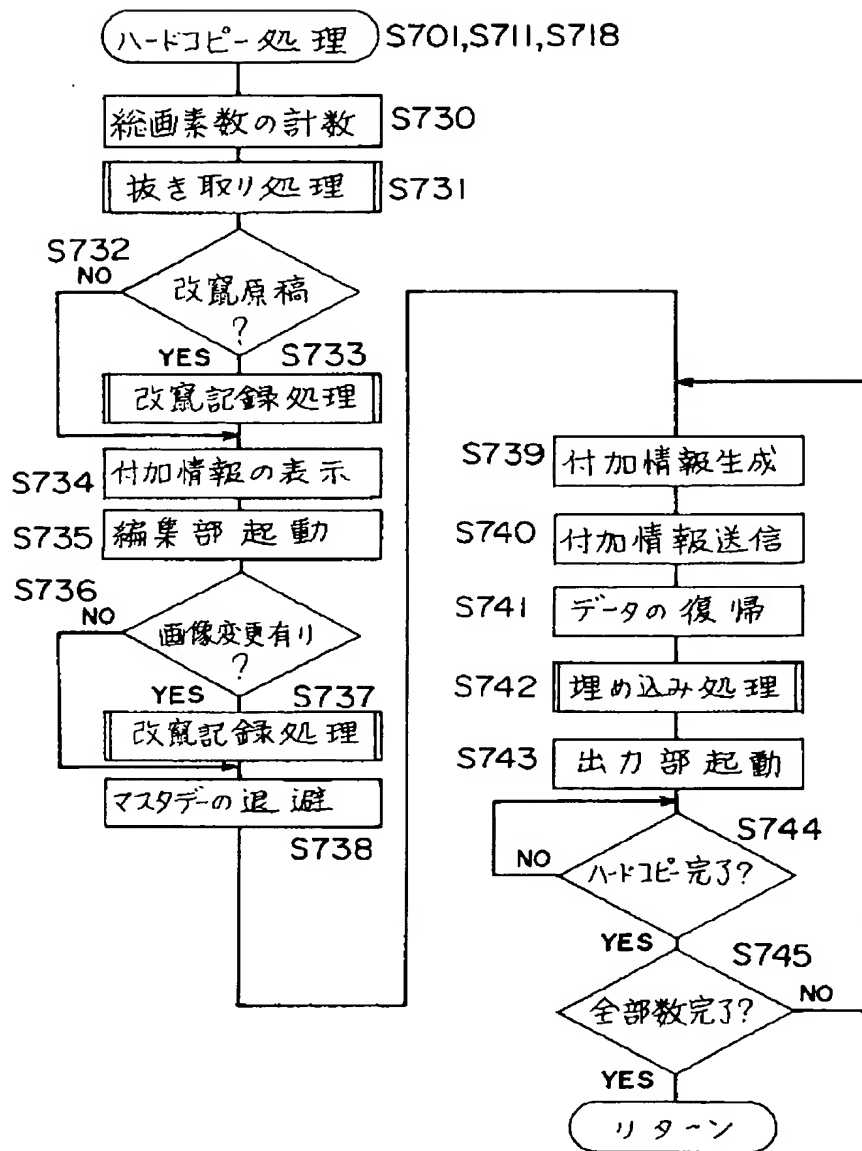 ハードコピー処理 S701,S711,S718
総画素数の計数 S730
抜き取り処理 S731
S732
NO
改竄原稿
?
YES S733
改竄記録処理
S734 付加情報の表示
S735 編集部起動
S736
NO
画像変更有り
?
YES S737
改竄記録処理
マスタデーの退避
S738
S739 付加情報生成
S740 付加情報送信
S741 データの復帰
S742 埋め込み処理
S743 出力部起動
S744
NO ハードコピー完了?
YES S745
全部数完了? NO
YES
リターン